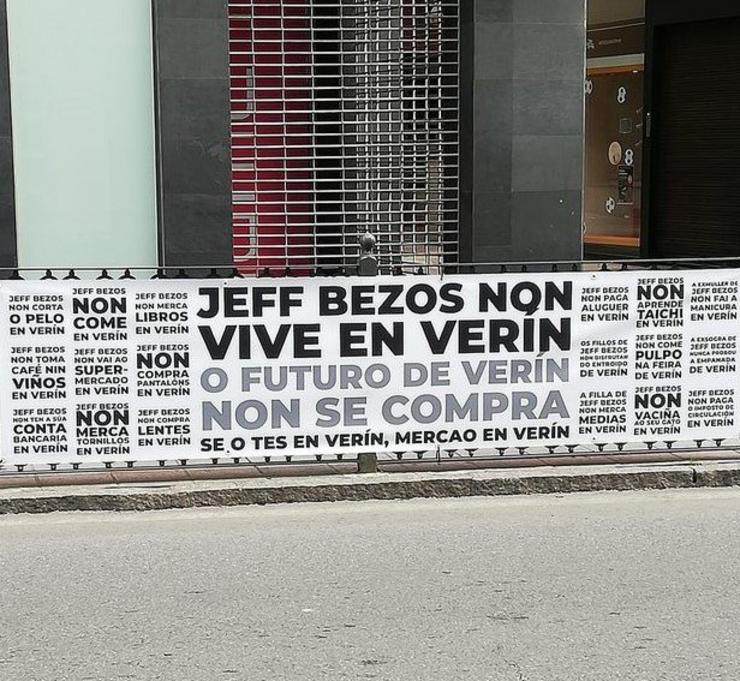 JEFF BEZOS
NON CORTA
O PELO
EN VERÍN
JEFF BEZOS
NON
COME
EN VERÍN
JEFF BEZOS
NON MERCA
LIBROS
EN VERÍN
JEFF BEZOS
NON TOMA
CAFÉ NIN
VIÑOS
EN VERÍN
JEFF BEZOS
NON VAI AO
SUPER-
MERCADO
EN VERÍN
JEFF BEZOS
NON
COMPRA
PANTALÓNS
EN VERÍN
JEFF BEZOS
NON TEN A SÚA
CONTA
BANCARIA
EN VERÍN
JEFF BEZOS
NON
MERCA
TORNILLOS
EN VERÍN
JEFF BEZOS
NON COMPRA
LENTES
EN VERÍN
JEFF BEZOS NON
VIVE EN VERÍN
O FUTURO DE VERÍN
NON SE COMPRA
SE O TES EN VERÍN, MERCAO EN VERÍN
JEFF BEZOS
NON PAGA
ALUGUER
EN VERÍN
JEFF BEZOS
NON
APRENDE
TAICHI
EN VERÍN
A EXMULLER DE
JEFF BEZOS
NON FAI A
MANICURA
EN VERÍN
OS FILLOS DE
JEFF BEZOS
NON DISFRUTAN
DO ENTROIDO
DE VERÍN
JEFF BEZOS
NON COME
PULPO
NA FEIRA
DE VERÍN
A EXSOGRA DE
JEFF BEZOS
NUNCA PROBOU
A EMPANADA
DE VERÍN
A FILLA DE
JEFF BEZOS
NON MERCA
MEDIAS
EN VERÍN
JEFF BEZOS
NON
VACIÑA
AO SEU GATO
EN VERÍN
JEFF BEZOS
NON PAGA
O IMPOSTO DE
CIRCULACIÓN
EN VERÍN